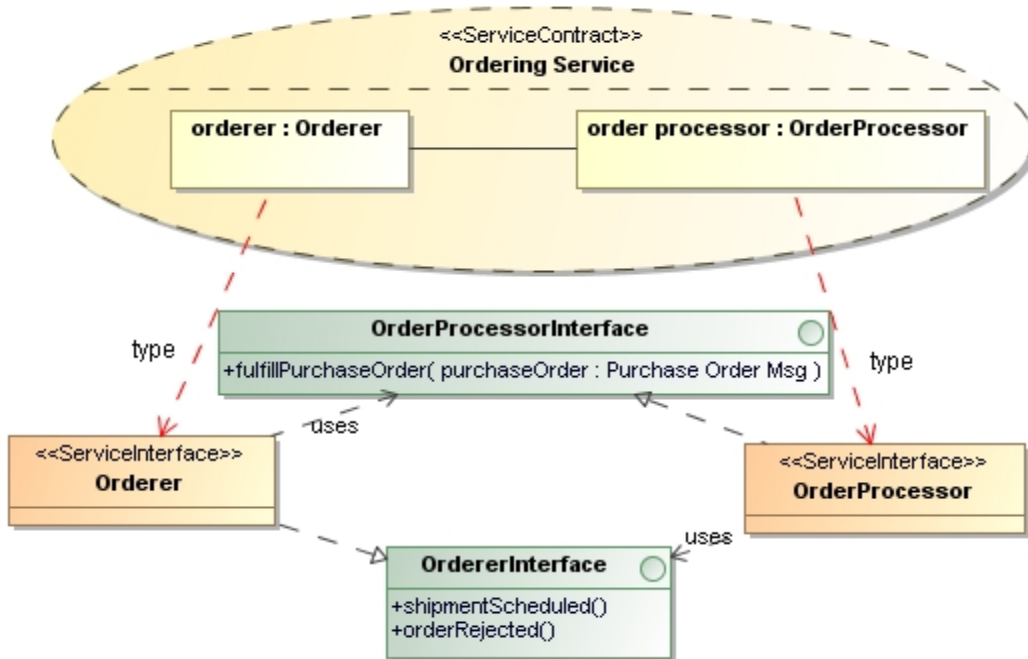 <<ServiceContract>>
Ordering Service
orderer : Orderer
order processor : OrderProcessor
OrderProcessorInterface
+fulfillPurchaseOrder( purchaseOrder : Purchase Order Msg )
type
type
uses
<<ServiceInterface>>
Orderer
<<ServiceInterface>>
OrderProcessor
uses
OrdererInterface
+shipmentScheduled()
+orderRejected()